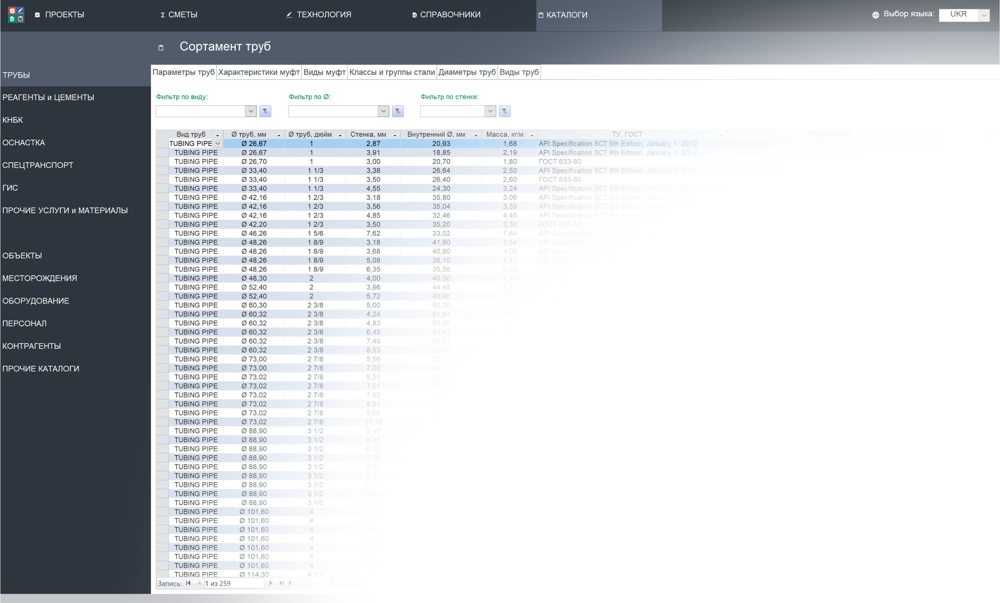 ПРОЕКТЫ Σ СМЕТЫ ТЕХНОЛОГИЯ СПРАВОЧНИКИ КАТАЛОГИ Выбор языка: UKR
Сортамент труб
ТРУБЫ
РЕАГЕНТЫ и ЦЕМЕНТЫ
КНБК
ОСНАСТКА
СПЕЦТРАНСПОРТ
ГИС
ПРОЧИЕ УСЛУГИ и МАТЕРИАЛЫ
ОБЪЕКТЫ
МЕСТОРОЖДЕНИЯ
ОБОРУДОВАНИЕ
ПЕРСОНАЛ
КОНТРАГЕНТЫ
ПРОЧИЕ КАТАЛОГИ
Параметры труб Характеристики муфт Виды муфт Классы и группы стали Диаметры труб Виды труб
Фильтр по виду: Фильтр по Ø: Фильтр по стенке:
Вид труб Ø труб, мм Ø труб, дюйм Стенка, мм Внутренний Ø, мм Масса, кг/м ТУ, ГОСТ Примечания
TUBING PIPE Ø 26,67 1 2,87 20,93 1,68 API Specification 5CT 9th Edition, January 1, 2012
TUBING PIPE Ø 26,67 1 3,91 18,85 2,19 API Specification 5CT 9th Edition, January 1, 2012
TUBING PIPE Ø 26,70 1 3,00 20,70 1,80 ГОСТ 633-80
TUBING PIPE Ø 33,40 1 1/3 3,38 26,64 2,50 API Specification 5CT 9th Edition, January 1, 2012
TUBING PIPE Ø 33,40 1 1/3 3,50 26,40 2,60 ГОСТ 633-80
TUBING PIPE Ø 33,40 1 1/3 4,55 24,30 3,24 API Specification 5CT 9th Edition, January 1, 2012
TUBING PIPE Ø 42,16 1 2/3 3,18 35,80 3,06 API Specification 5CT 9th Edition, January 1, 2012
TUBING PIPE Ø 42,16 1 2/3 3,56 35,04 3,39 API Specification 5CT 9th Edition, January
TUBING PIPE Ø 42,16 1 2/3 4,85 32,46 4,46 API Specification 5CT 9th Edition,
TUBING PIPE Ø 42,20 1 2/3 3,50 35,20 3,30 ГОСТ 633-80
TUBING PIPE Ø 46,26 1 5/6 7,62 33,02 7,64 API Specification 5CT 9th
TUBING PIPE Ø 48,26 1 8/9 3,18 41,90 3,54 API Specification
TUBING PIPE Ø 48,26 1 8/9 3,68 40,90 4,05 API Specification
TUBING PIPE Ø 48,26 1 8/9 5,08 38,10 5,41 API
TUBING PIPE Ø 48,26 1 8/9 6,35 35,56 6,56 API
TUBING PIPE Ø 48,30 2 4,00 40,30 4,40
TUBING PIPE Ø 52,40 2 3,96 44,48 4,73
TUBING PIPE Ø 52,40 2 5,72 40,96 6,58
TUBING PIPE Ø 60,30 2 3/8 5,00 50,30
TUBING PIPE Ø 60,32 2 3/8 4,24 51,84
TUBING PIPE Ø 60,32 2 3/8 4,83 50,66
TUBING PIPE Ø 60,32 2 3/8 6,45 47,42
TUBING PIPE Ø 60,32 2 3/8 7,49 45,34
TUBING PIPE Ø 60,32 2 3/8 8,53 43,26
TUBING PIPE Ø 73,00 2 7/8 5,50 62,00
TUBING PIPE Ø 73,00 2 7/8 7,00 59,00
TUBING PIPE Ø 73,02 2 7/8 5,51 62,00
TUBING PIPE Ø 73,02 2 7/8 7,01
TUBING PIPE Ø 73,02 2 7/8 7,82
TUBING PIPE Ø 73,02 2 7/8 8,64
TUBING PIPE Ø 73,02 2 7/8 9,96
TUBING PIPE Ø 73,02 2 7/8 11,18
TUBING PIPE Ø 88,90 3 1/2 5,49
TUBING PIPE Ø 88,90 3 1/2 6,45
TUBING PIPE Ø 88,90 3 1/2 6,50
TUBING PIPE Ø 88,90 3 1/2 7,34
TUBING PIPE Ø 88,90 3 1/2 8,00
TUBING PIPE Ø 88,90 3 1/2 9,52
TUBING PIPE Ø 88,90 3 1/2 10,92
TUBING PIPE Ø 88,90 3 1/2
TUBING PIPE Ø 88,90 3 1/2
TUBING PIPE Ø 101,60 4
TUBING PIPE Ø 101,60 4
TUBING PIPE Ø 101,60 4
TUBING PIPE Ø 101,60 4
TUBING PIPE Ø 101,60 4
TUBING PIPE Ø 101,60 4
TUBING PIPE Ø 101,60 4
TUBING PIPE Ø 114,30 4 1/2
Запись: 1 из 259